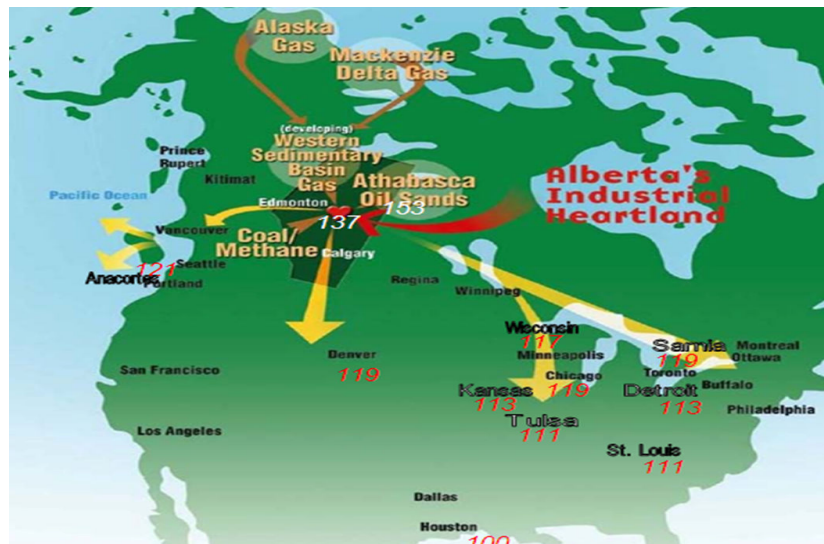 Alaska
Gas
Mackenzie
Delta Gas
(developing)
Western
Sedimentary
Basin
Gas
Athabasca
Oil Sands
153
Alberta's
Industrial
Heartland
Prince
Rupert
Kitimat
Pacific Ocean
Edmonton
137
Vancouver
Coal/
Methane
Calgary
Seattle
121
Anacortes
Portland
Regina
Winnipeg
Wisconsin
117
Minneapolis
Sarnia
119
Montreal
Ottawa
Denver
119
San Francisco
Chicago
119
Toronto
Buffalo
Kansas
113
Detroit
113
Philadelphia
Tulsa
111
Los Angeles
St. Louis
111
Dallas
Houston